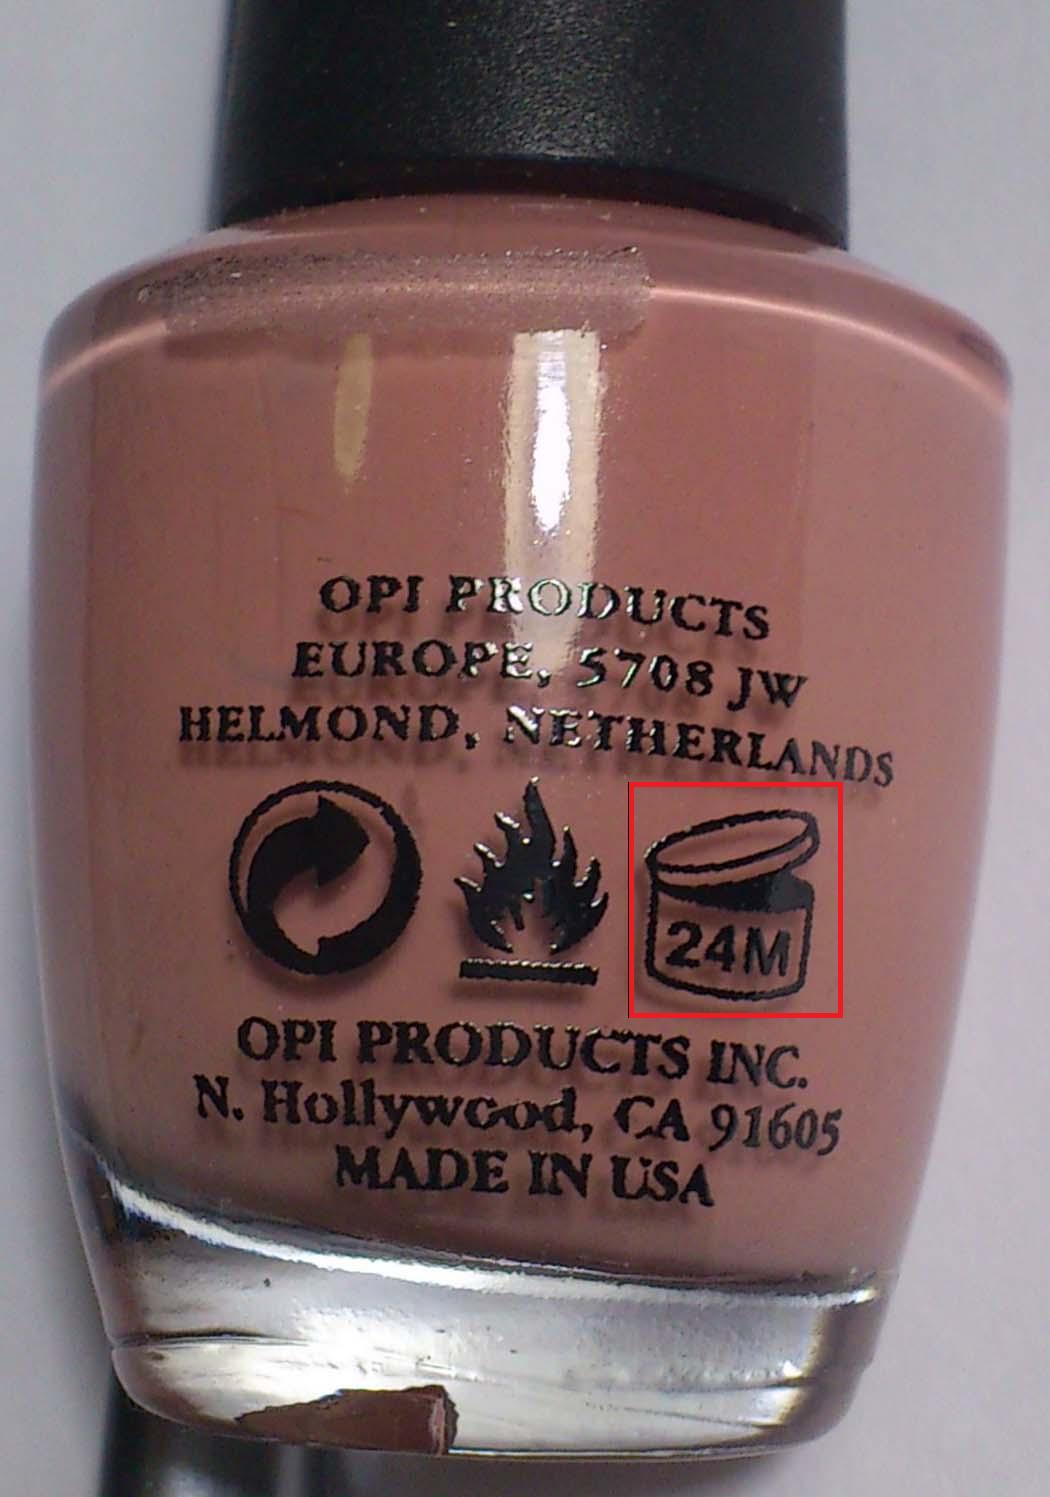 OPI PRODUCTS
EUROPE, 5708 JW
HELMOND, NETHERLANDS
24M
OPI PRODUCTS INC.
N. Hollywood, CA 91605
MADE IN USA